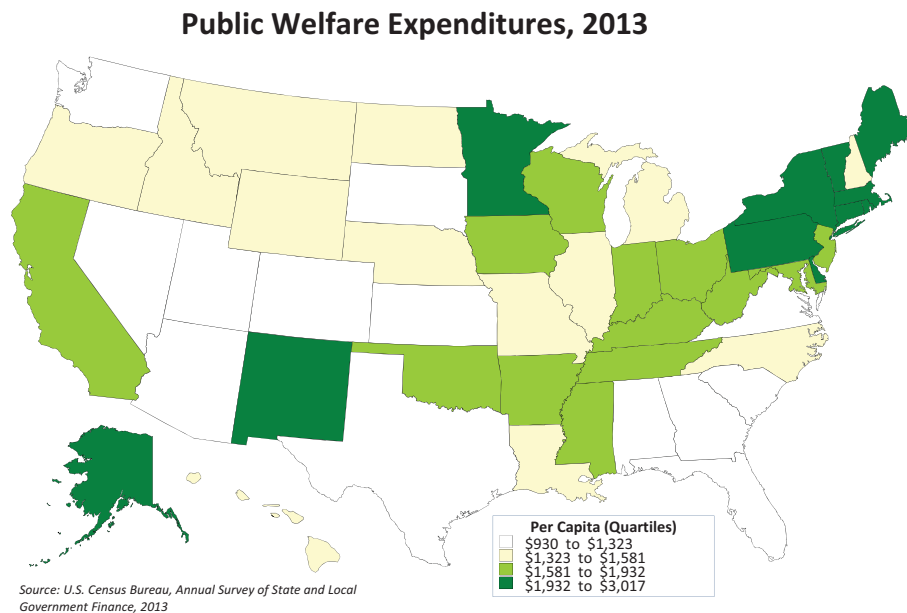 Public Welfare Expenditures, 2013
Per Capita (Quartiles)
$930 to $1,323
$1,323 to $1,581
$1,581 to $1,932
$1,932 to $3,017
Source: U.S. Census Bureau, Annual Survey of State and Local
Government Finance, 2013